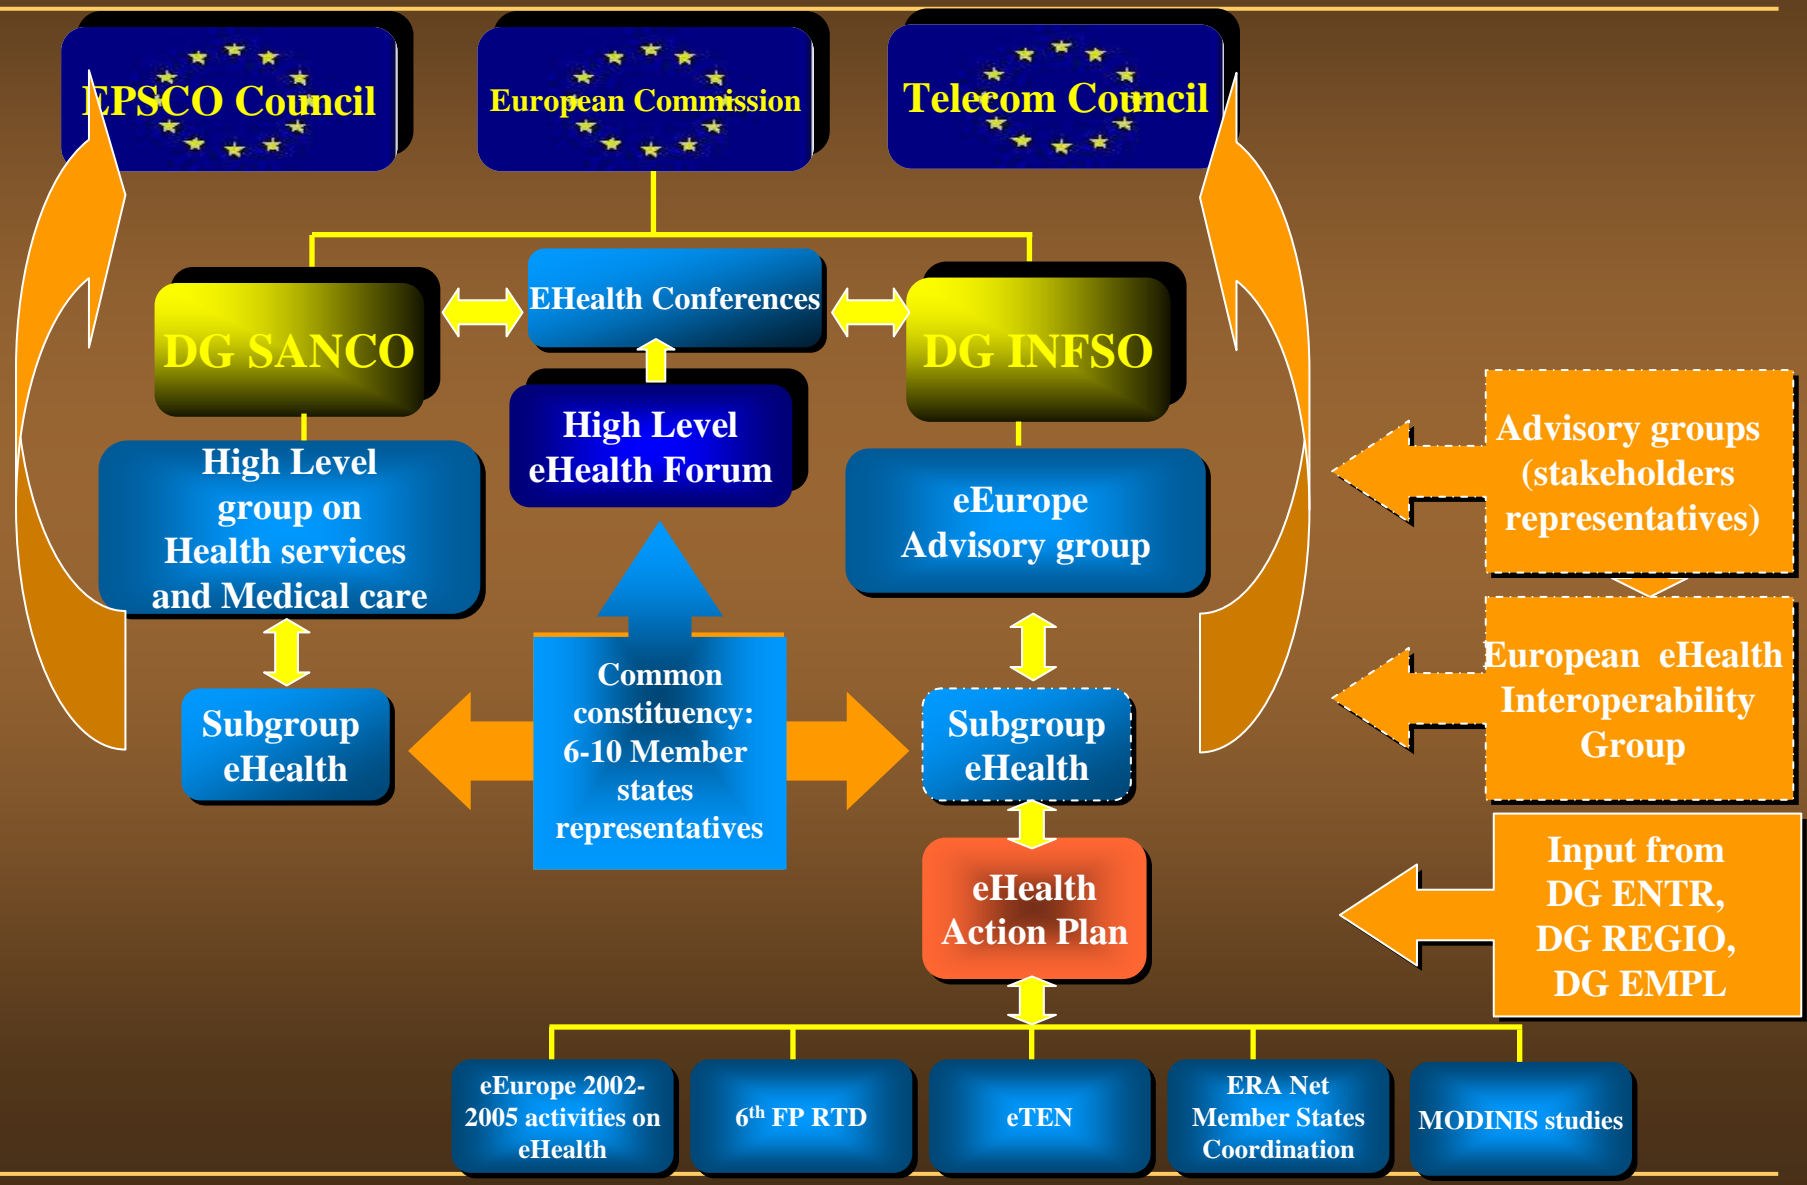 EPSCO Council
European Commission
Telecom Council
EHealth Conferences
DG SANCO
DG INFSO
High Level
eHealth Forum
High Level
group on
Health services
and Medical care
eEurope
Advisory group
Advisory groups
(stakeholders
representatives)
Common
constituency:
6-10 Member
states
representatives
Subgroup
eHealth
Subgroup
eHealth
European eHealth
Interoperability
Group
eHealth
Action Plan
Input from
DG ENTR,
DG REGIO,
DG EMPL
eEurope 2002-
2005 activities on
eHealth
6th FP RTD
eTEN
ERA Net
Member States
Coordination
MODINIS studies